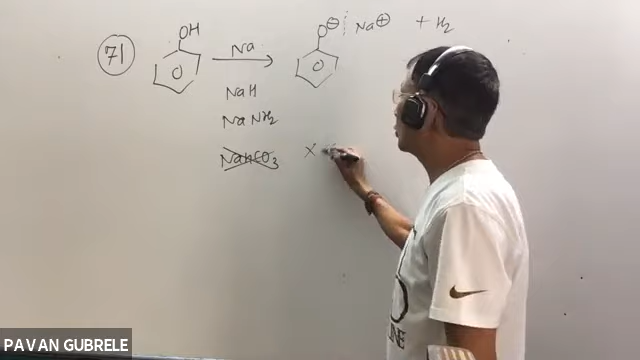 71 OH Na O⊖ Na⊕ + H₂
NaH
NaNH₂
NaHCO₃ X
PAVAN GUBRELE